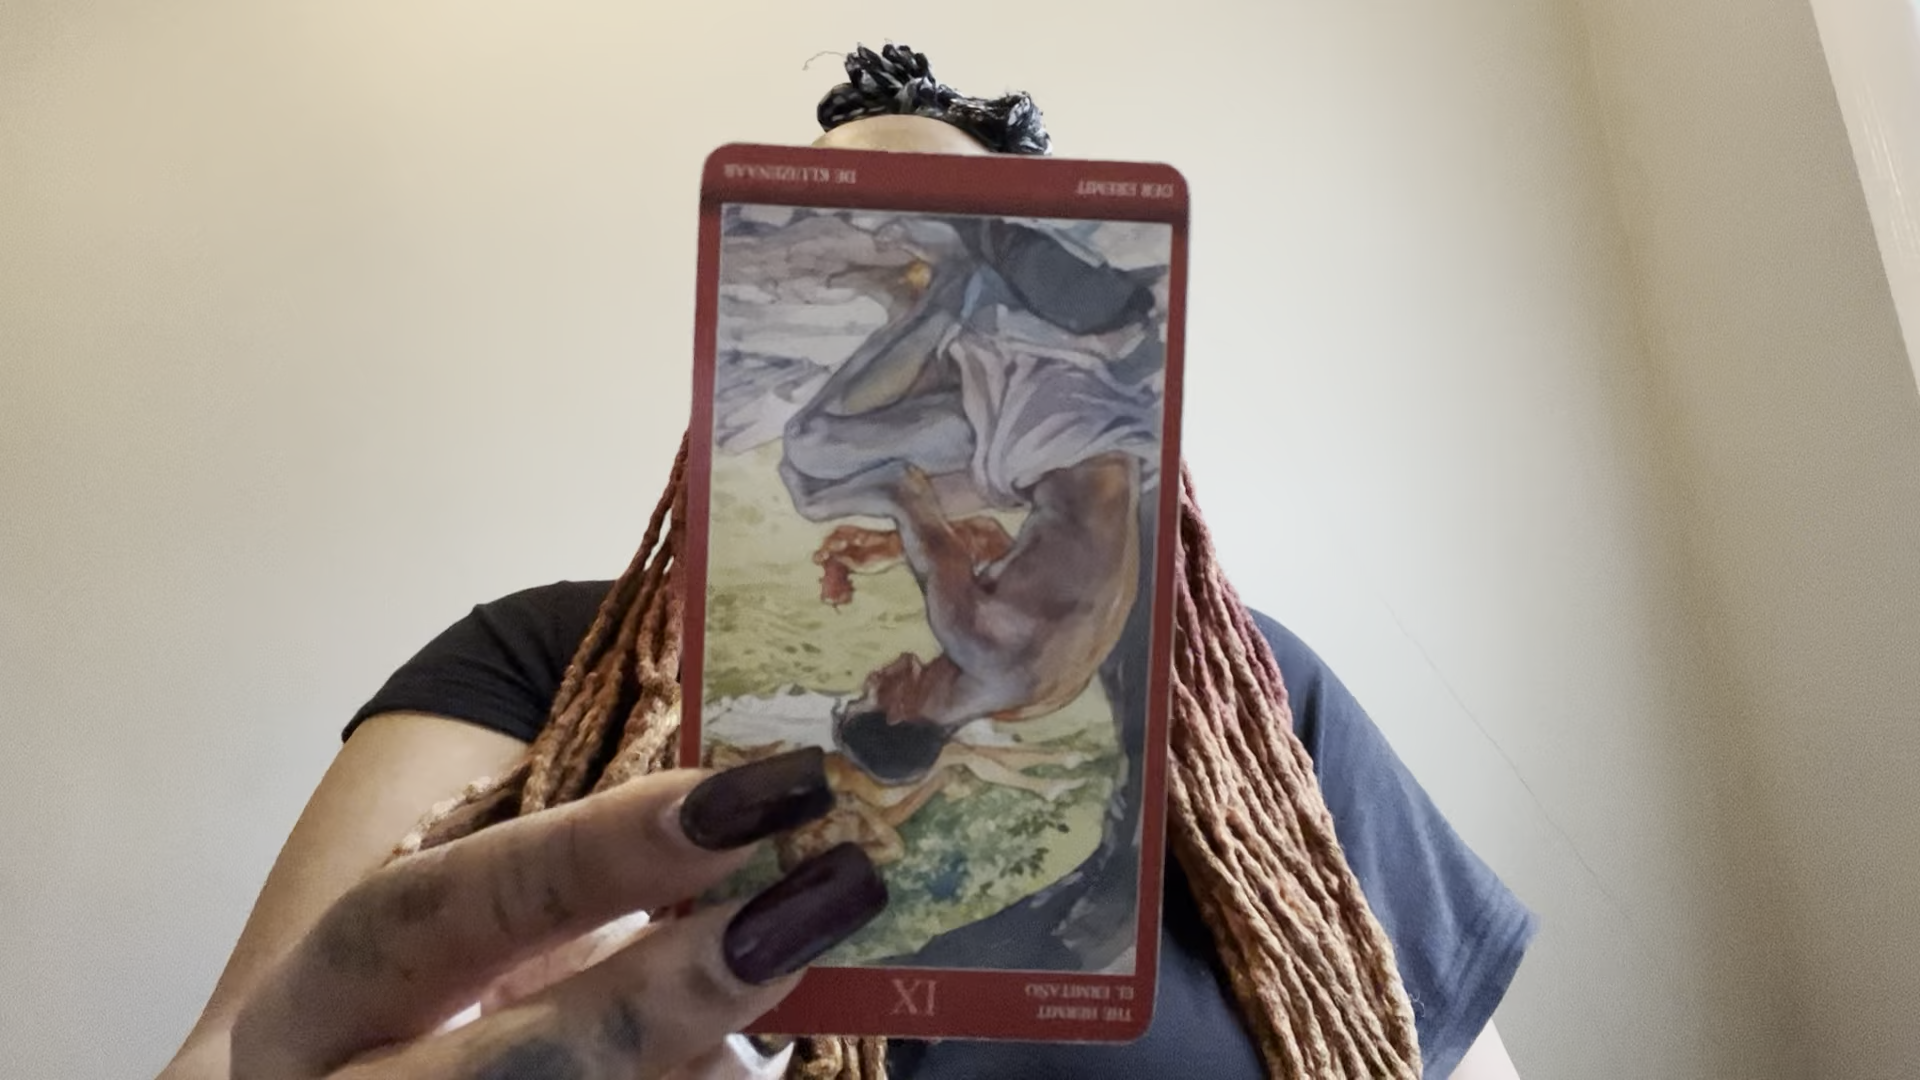 THE HERMIT
EL ERMITAÑO
IX
DER EREMIT
DE KLUIZENAAR